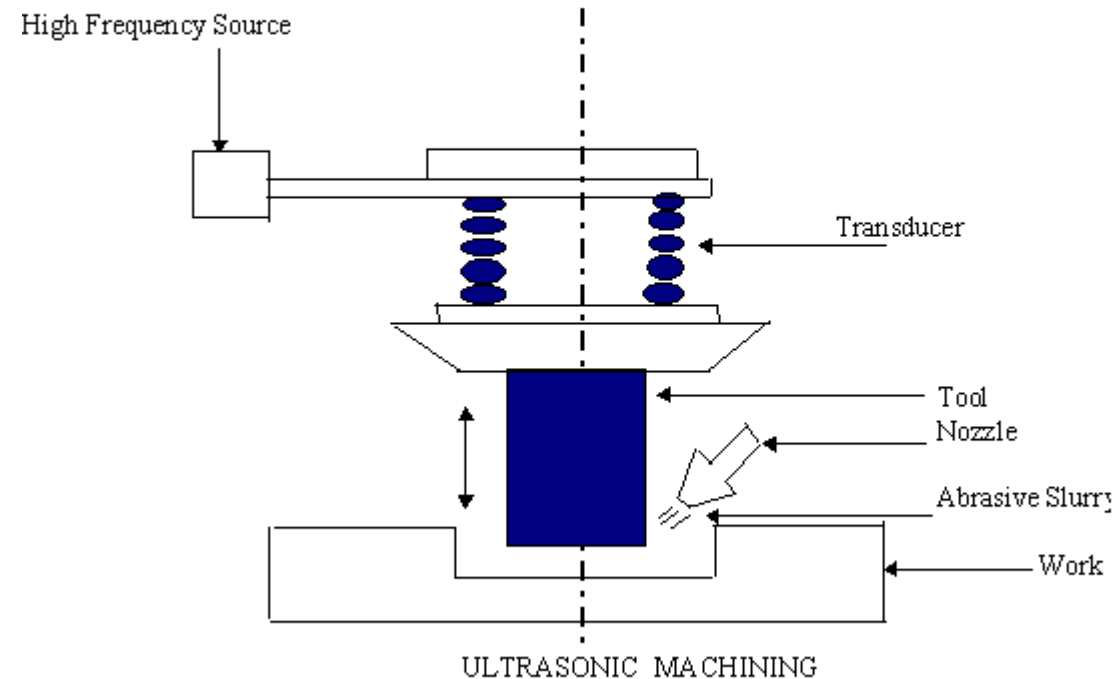 High Frequency Source
Transducer
Tool
Nozzle
Abrasive Slurry
Work
ULTRASONIC MACHINING